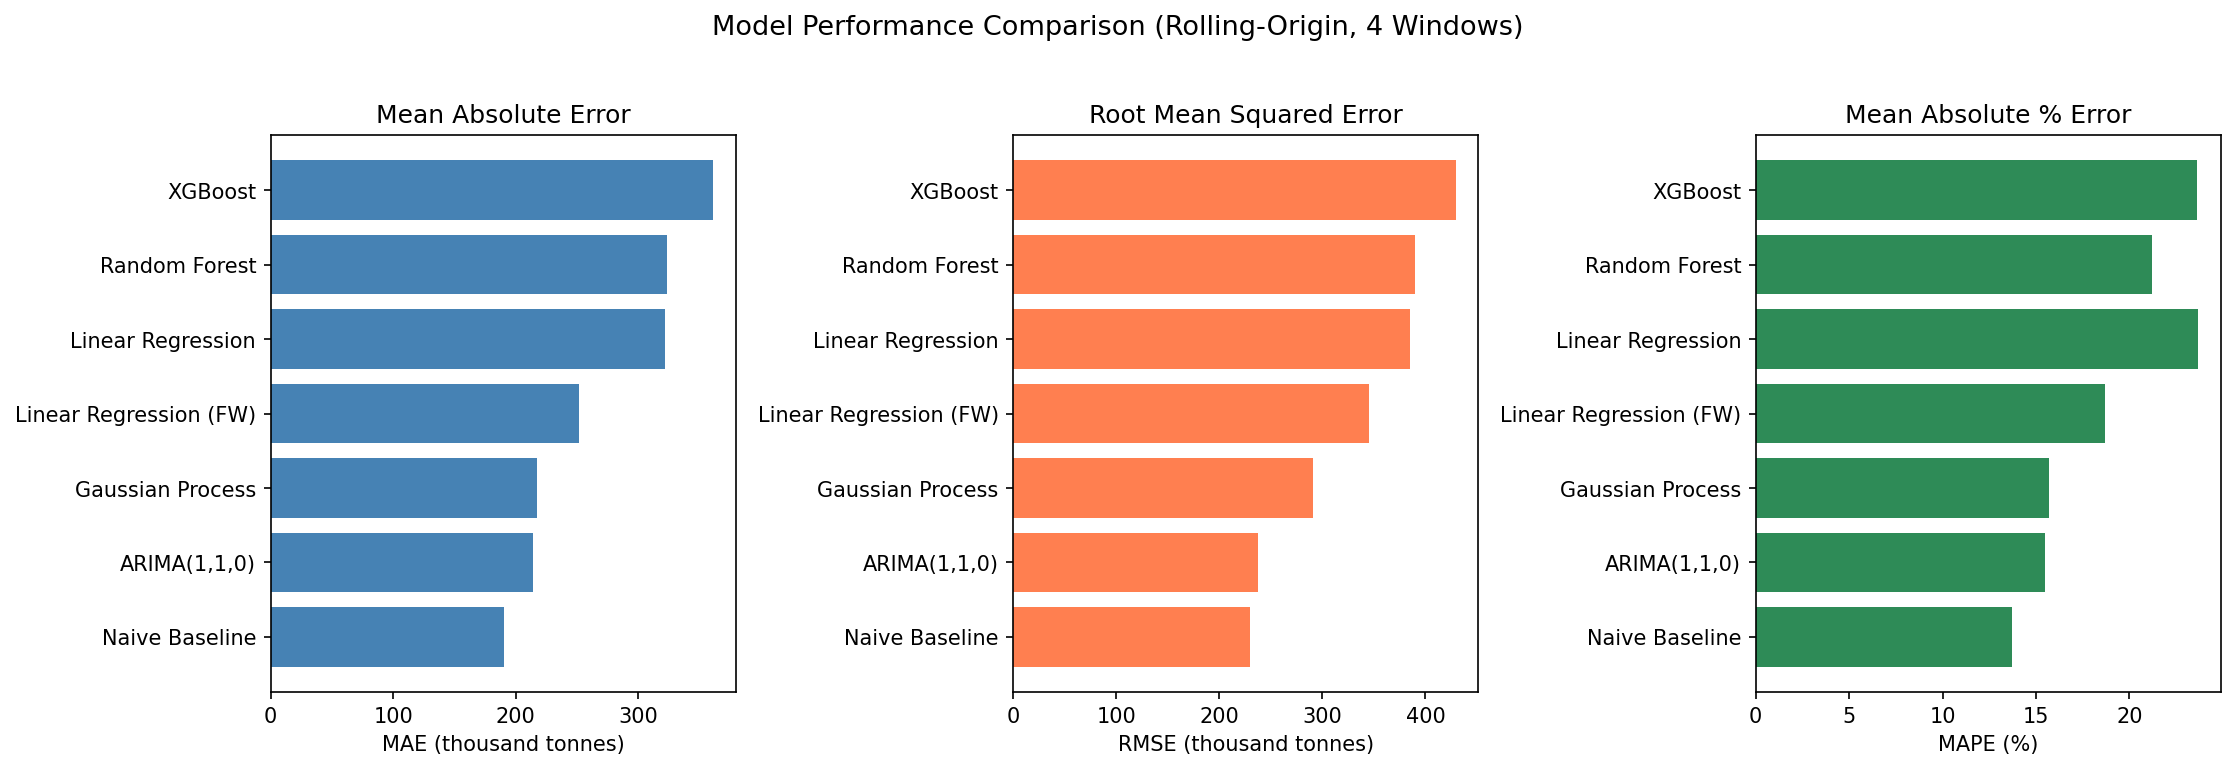 Model Performance Comparison (Rolling-Origin, 4 Windows)
Mean Absolute Error
XGBoost
Random Forest
Linear Regression
Linear Regression (FW)
Gaussian Process
ARIMA(1,1,0)
Naive Baseline
0 100 200 300
MAE (thousand tonnes)
Root Mean Squared Error
XGBoost
Random Forest
Linear Regression
Linear Regression (FW)
Gaussian Process
ARIMA(1,1,0)
Naive Baseline
0 100 200 300 400
RMSE (thousand tonnes)
Mean Absolute % Error
XGBoost
Random Forest
Linear Regression
Linear Regression (FW)
Gaussian Process
ARIMA(1,1,0)
Naive Baseline
0 5 10 15 20
MAPE (%)